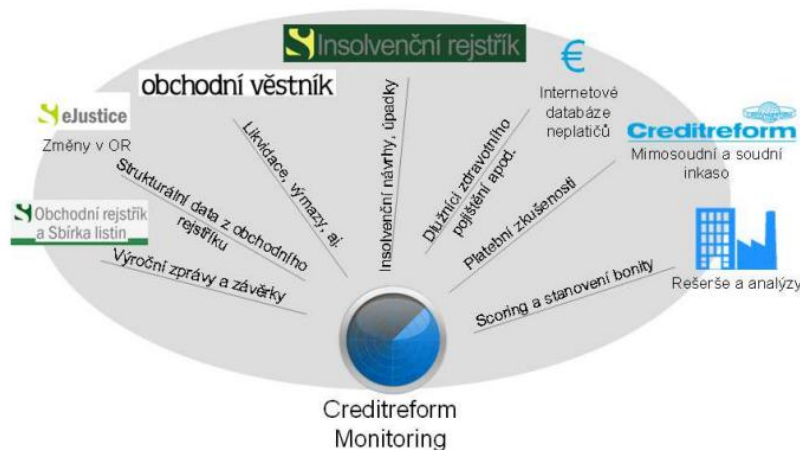 Insolvenční rejstřík
obchodní věstník
€
Internetové
databáze
neplatičů
eJustice
Změny v OR
Creditreform
Mimosoudní a soudní
inkaso
Obchodní rejstřík
a Sbírka listin
Rešerše a analýzy
Výroční zprávy a závěrky
Strukturální data z obchodního
rejstříku
Likvidace, výmazy, aj.
Insolvenční návrhy, úpadky
Dlužníci zdravotního
pojištění apod.
Platební zkušenosti
Scoring a stanovení bonity
Creditreform
Monitoring